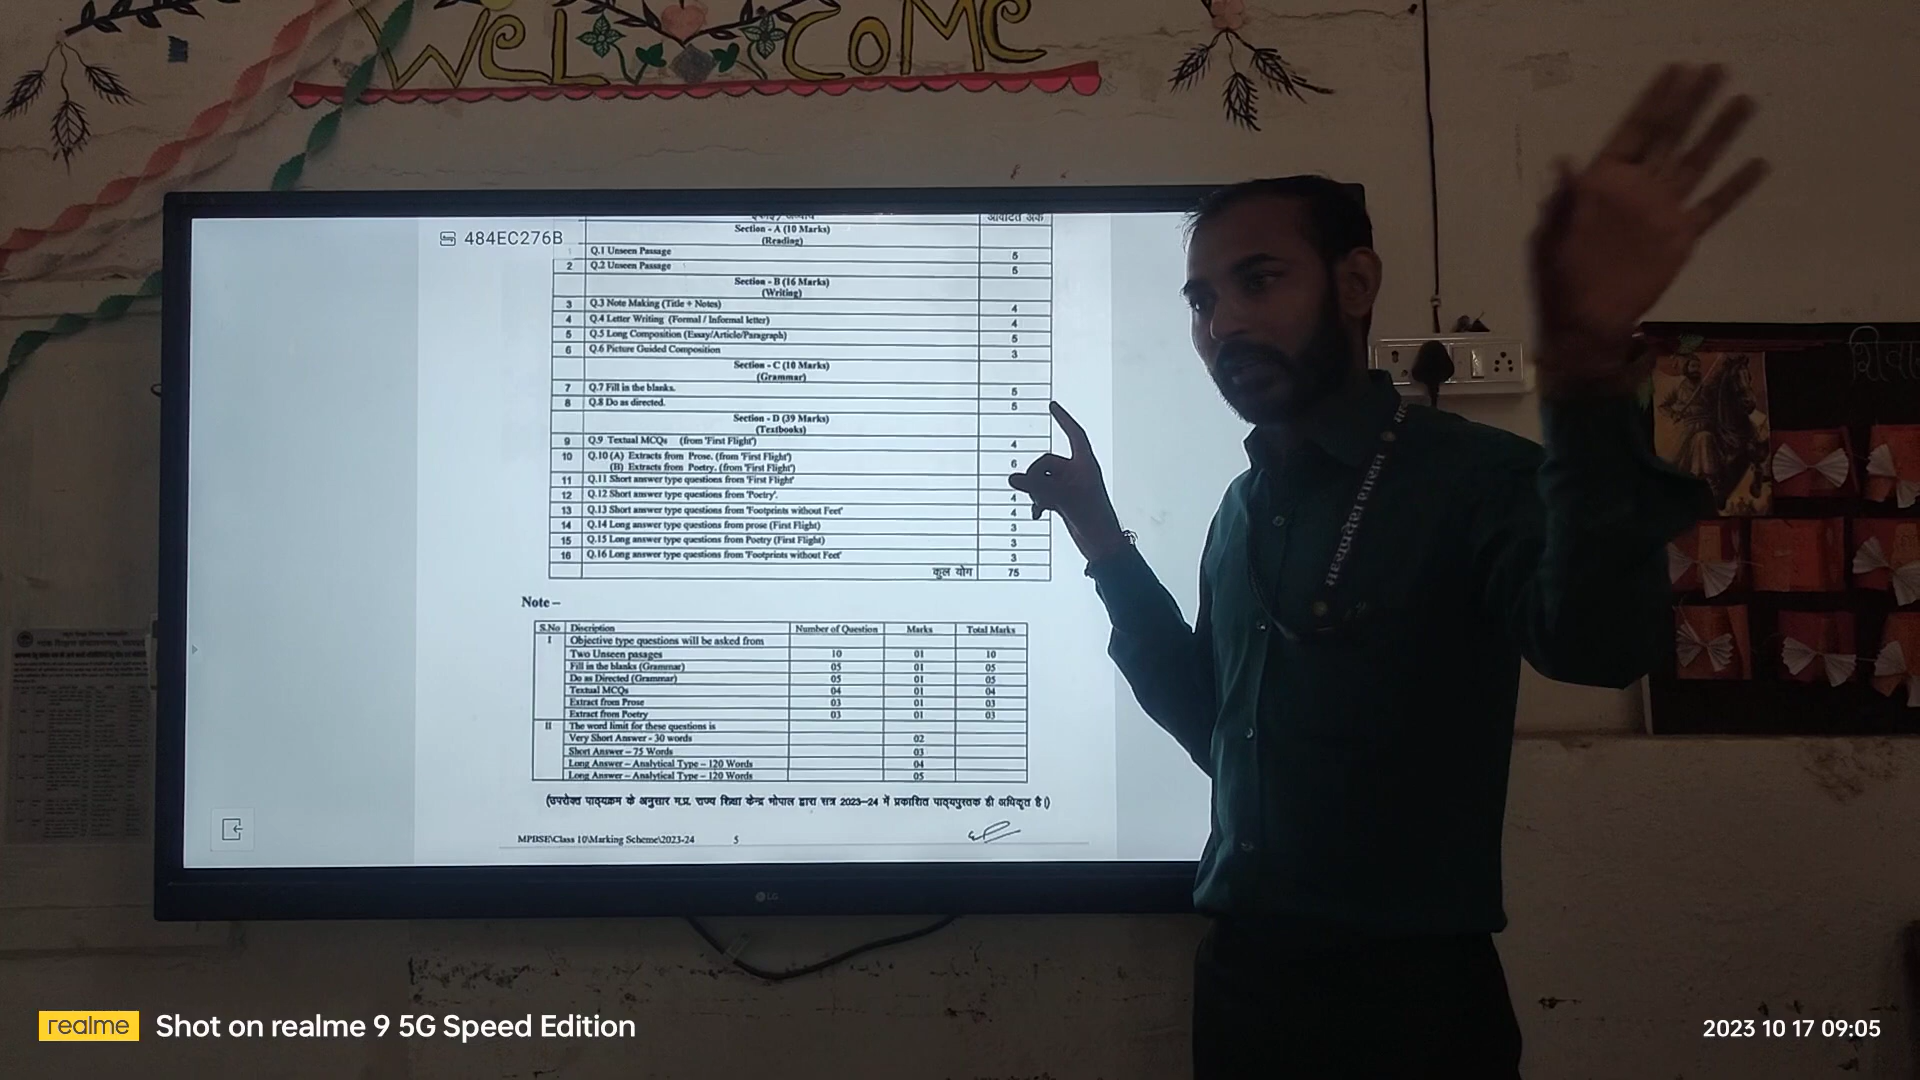 WELCOME
484EC276B
इकाई / अध्याय आवंटित अंक
Section - A (10 Marks)
(Reading)
1 Q.1 Unseen Passage 5
2 Q.2 Unseen Passage 5
Section - B (16 Marks)
(Writing)
3 Q.3 Note Making (Title + Notes) 4
4 Q.4 Letter Writing (Formal / Informal letter) 4
5 Q.5 Long Composition (Essay/Article/Paragraph) 5
6 Q.6 Picture Guided Composition 3
Section - C (10 Marks)
(Grammar)
7 Q.7 Fill in the blanks. 5
8 Q.8 Do as directed. 5
Section - D (39 Marks)
(Textbooks)
9 Q.9 Textual MCQs (from 'First Flight') 4
10 Q.10 (A) Extracts from Prose. (from 'First Flight') 6
(B) Extracts from Poetry. (from 'First Flight')
11 Q.11 Short answer type questions from 'First Flight'
12 Q.12 Short answer type questions from 'Poetry'. 4
13 Q.13 Short answer type questions from 'Footprints without Feet' 4
14 Q.14 Long answer type questions from prose (First Flight) 3
15 Q.15 Long answer type questions from Poetry (First Flight) 3
16 Q.16 Long answer type questions from 'Footprints without Feet' 3
कुल योग 75
Note –
S.No Discription Number of Question Marks Total Marks
I Objective type questions will be asked from
Two Unseen pasages 10 01 10
Fill in the blanks (Grammar) 05 01 05
Do as Directed (Grammar) 05 01 05
Textual MCQs 04 01 04
Extract from Prose 03 01 03
Extract from Poetry 03 01 03
II The word limit for these questions is
Very Short Answer - 30 words 02
Short Answer – 75 Words 03
Long Answer – Analytical Type – 120 Words 04
Long Answer – Analytical Type – 120 Words 05
(उपरोक्त पाठ्यक्रम के अनुसार म.प्र. राज्य शिक्षा केन्द्र भोपाल द्वारा सत्र 2023–24 में प्रकाशित पाठ्यपुस्तक ही अधिकृत है।)
MPBSE\Class 10\Marking Scheme\2023-24 5
LG
realme Shot on realme 9 5G Speed Edition
2023 10 17 09:05